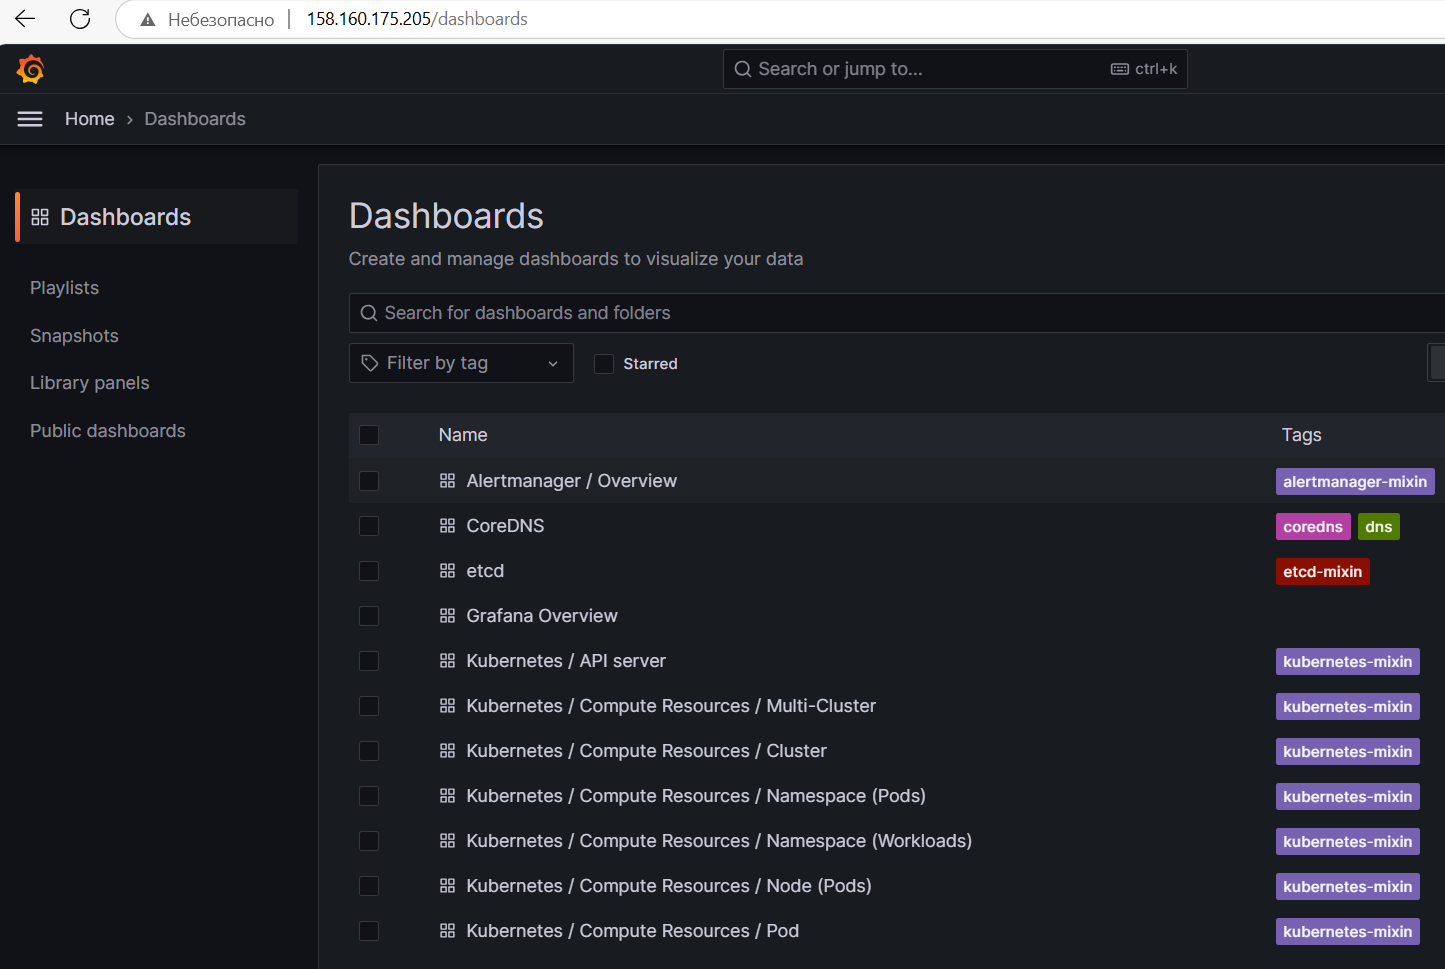 Небезопасно 158.160.175.205/dashboards
Search or jump to... ctrl+k
Home › Dashboards
Dashboards
Playlists
Snapshots
Library panels
Public dashboards
Dashboards
Create and manage dashboards to visualize your data
Search for dashboards and folders
Filter by tag Starred
Name Tags
Alertmanager / Overview alertmanager-mixin
CoreDNS coredns dns
etcd etcd-mixin
Grafana Overview
Kubernetes / API server kubernetes-mixin
Kubernetes / Compute Resources / Multi-Cluster kubernetes-mixin
Kubernetes / Compute Resources / Cluster kubernetes-mixin
Kubernetes / Compute Resources / Namespace (Pods) kubernetes-mixin
Kubernetes / Compute Resources / Namespace (Workloads) kubernetes-mixin
Kubernetes / Compute Resources / Node (Pods) kubernetes-mixin
Kubernetes / Compute Resources / Pod kubernetes-mixin